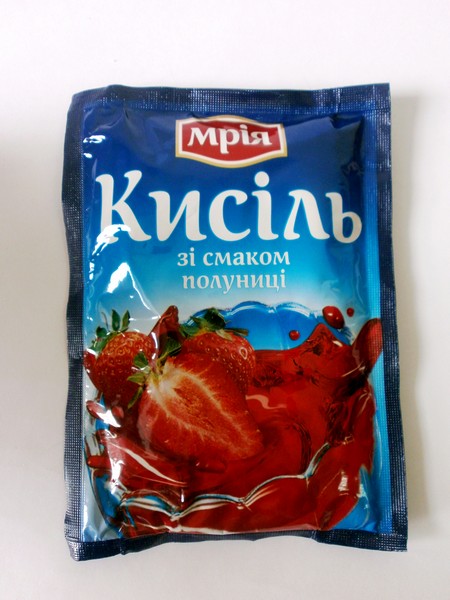 мрія
Кисіль
зі смаком
полуниці